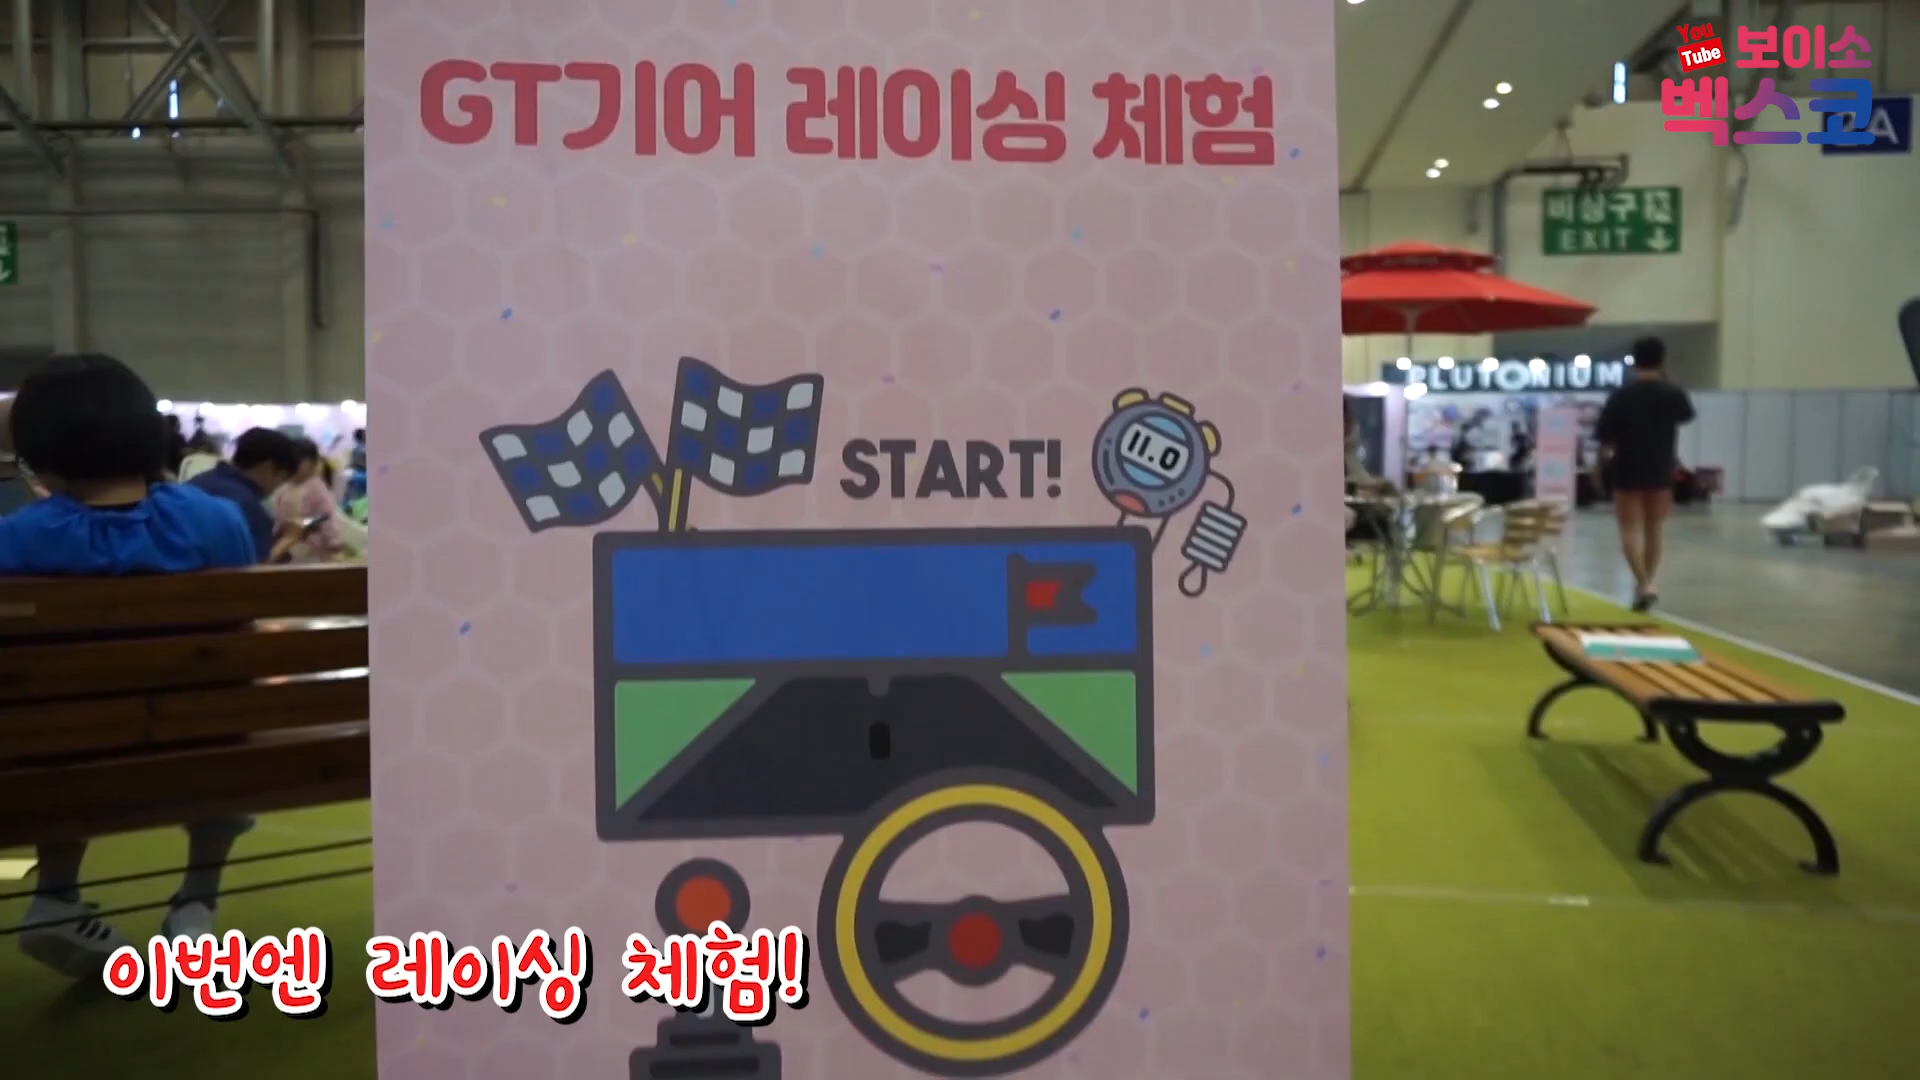 GT기어 레이싱 체험
You
Tube
보이소
벡스코
A
비상구
EXIT
PLUTONIUM
START!
11.0
이번엔 레이싱 체험!